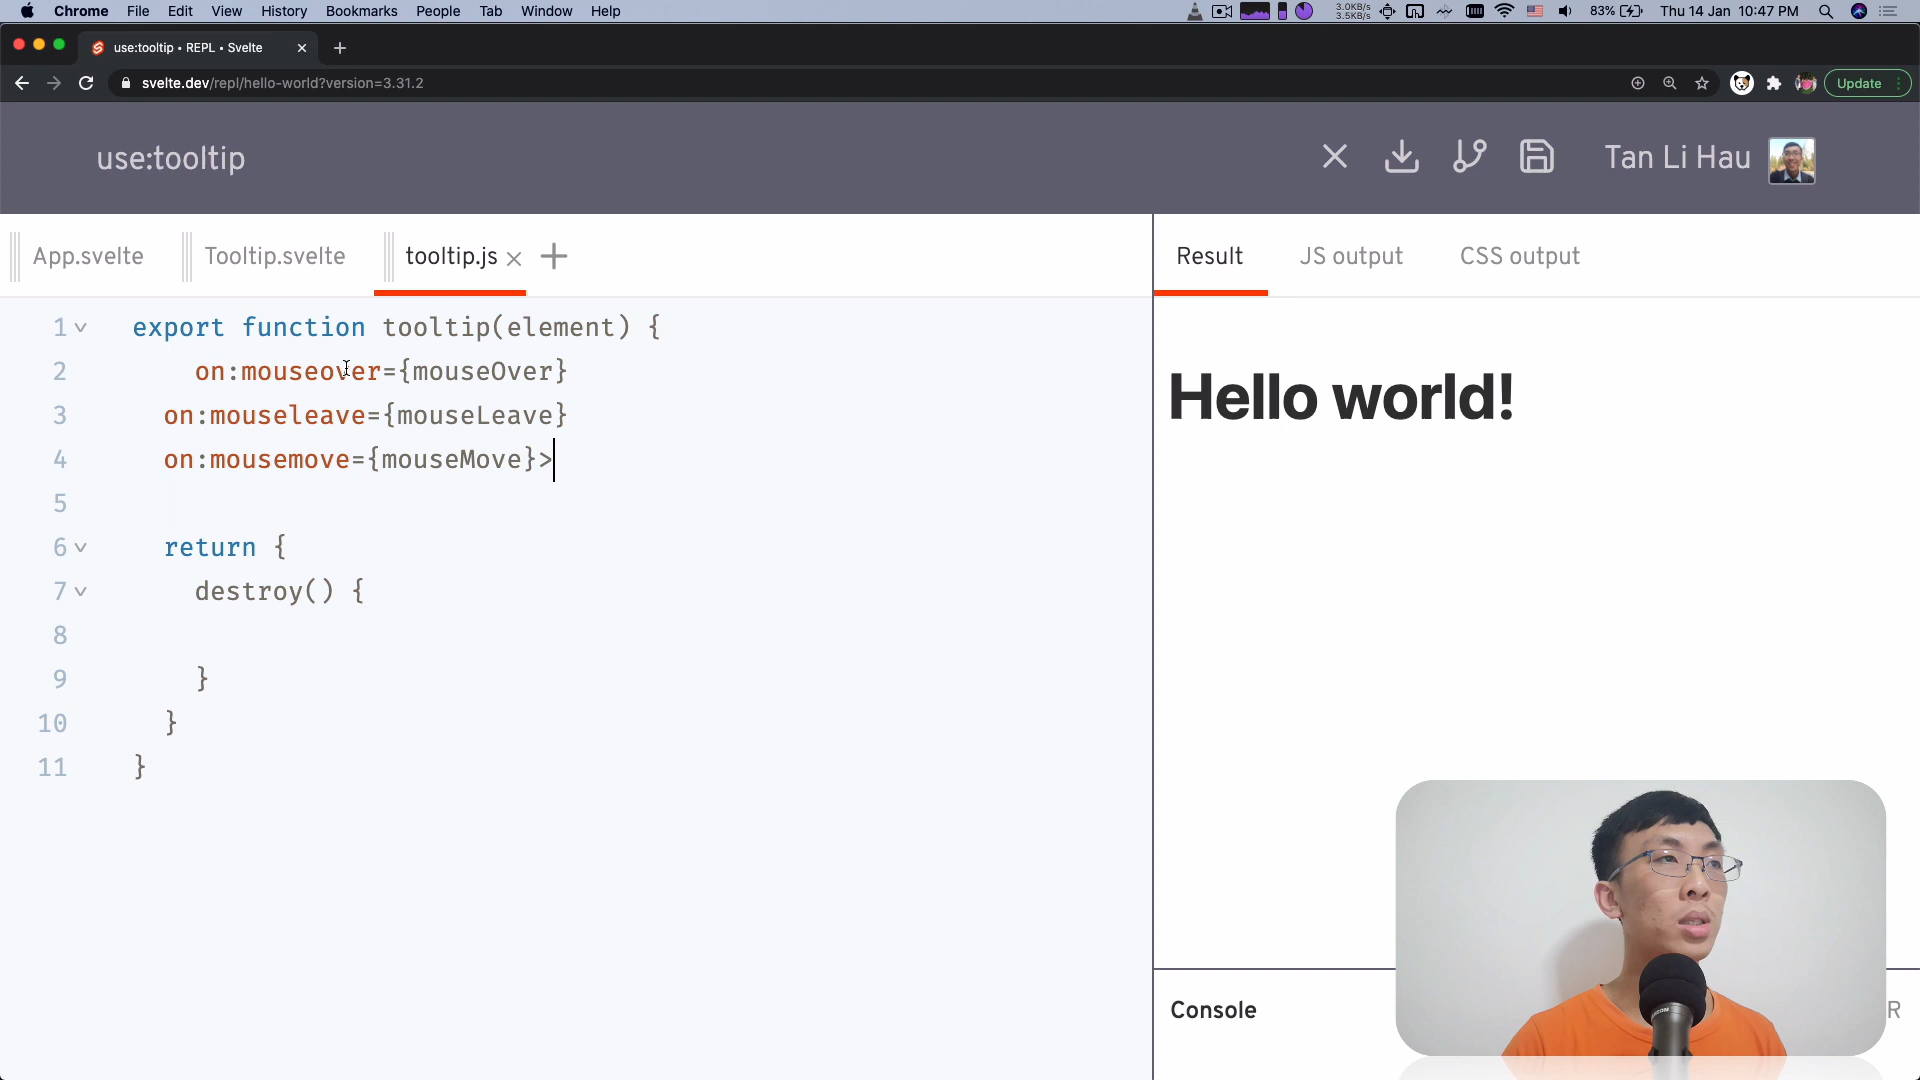 Chrome File Edit View History Bookmarks People Tab Window Help
3.0KB/s
3.5KB/s
83%
Thu 14 Jan 10:47 PM
use:tooltip • REPL • Svelte
svelte.dev/repl/hello-world?version=3.31.2
Update
use:tooltip
Tan Li Hau
App.svelte
Tooltip.svelte
tooltip.js
Result
JS output
CSS output
1 export function tooltip(element) {
2 on:mouseover={mouseOver}
3 on:mouseleave={mouseLeave}
4 on:mousemove={mouseMove}>
5
6 return {
7 destroy() {
8
9 }
10 }
11 }
Hello world!
Console
R